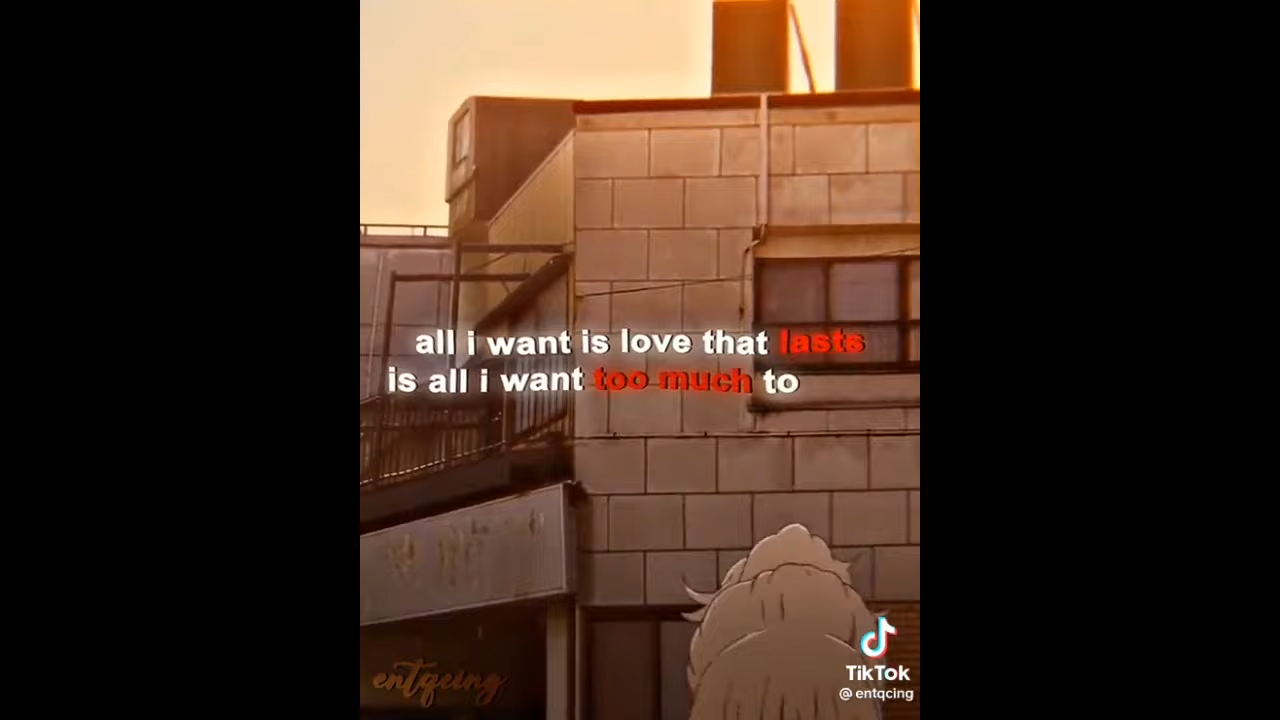 all i want is love that lasts
is all i want too much to
entqcing
TikTok
@ entqcing